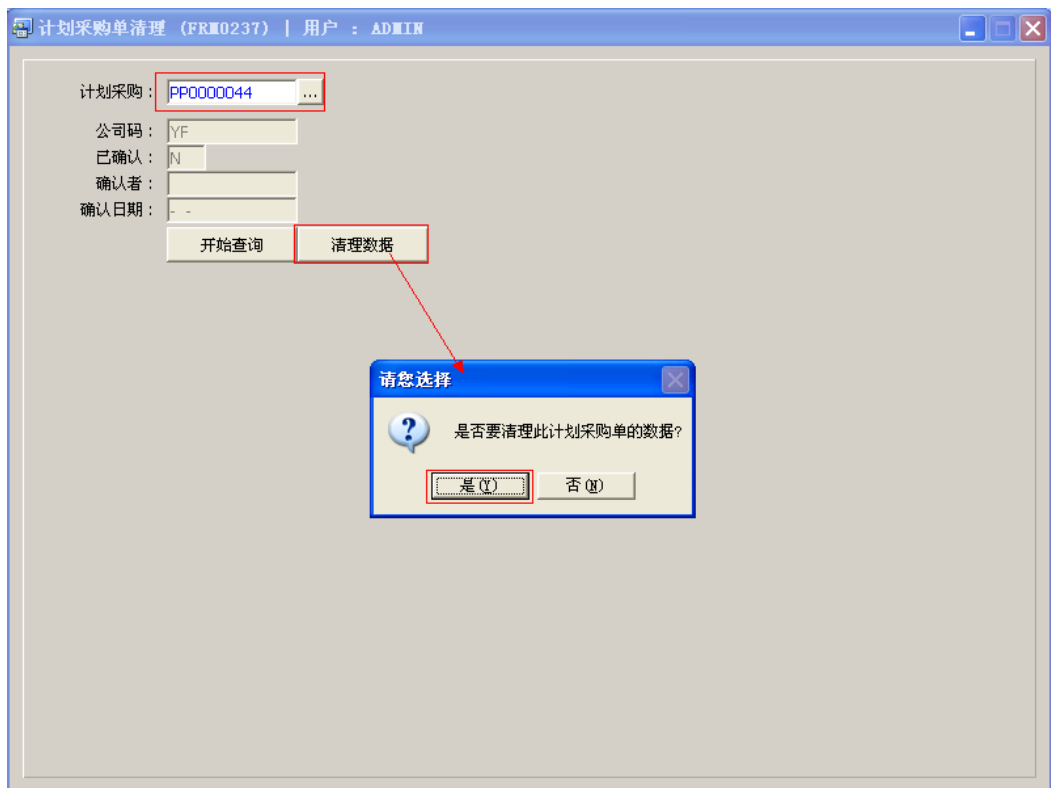 计划采购单清理 (FRM0237) | 用户 : ADMIN
计划采购： PP0000044 ...
公司码： YF
已确认： N
确认者：
确认日期： - -
开始查询 清理数据
请您选择
是否要清理此计划采购单的数据?
是(Y) 否(N)